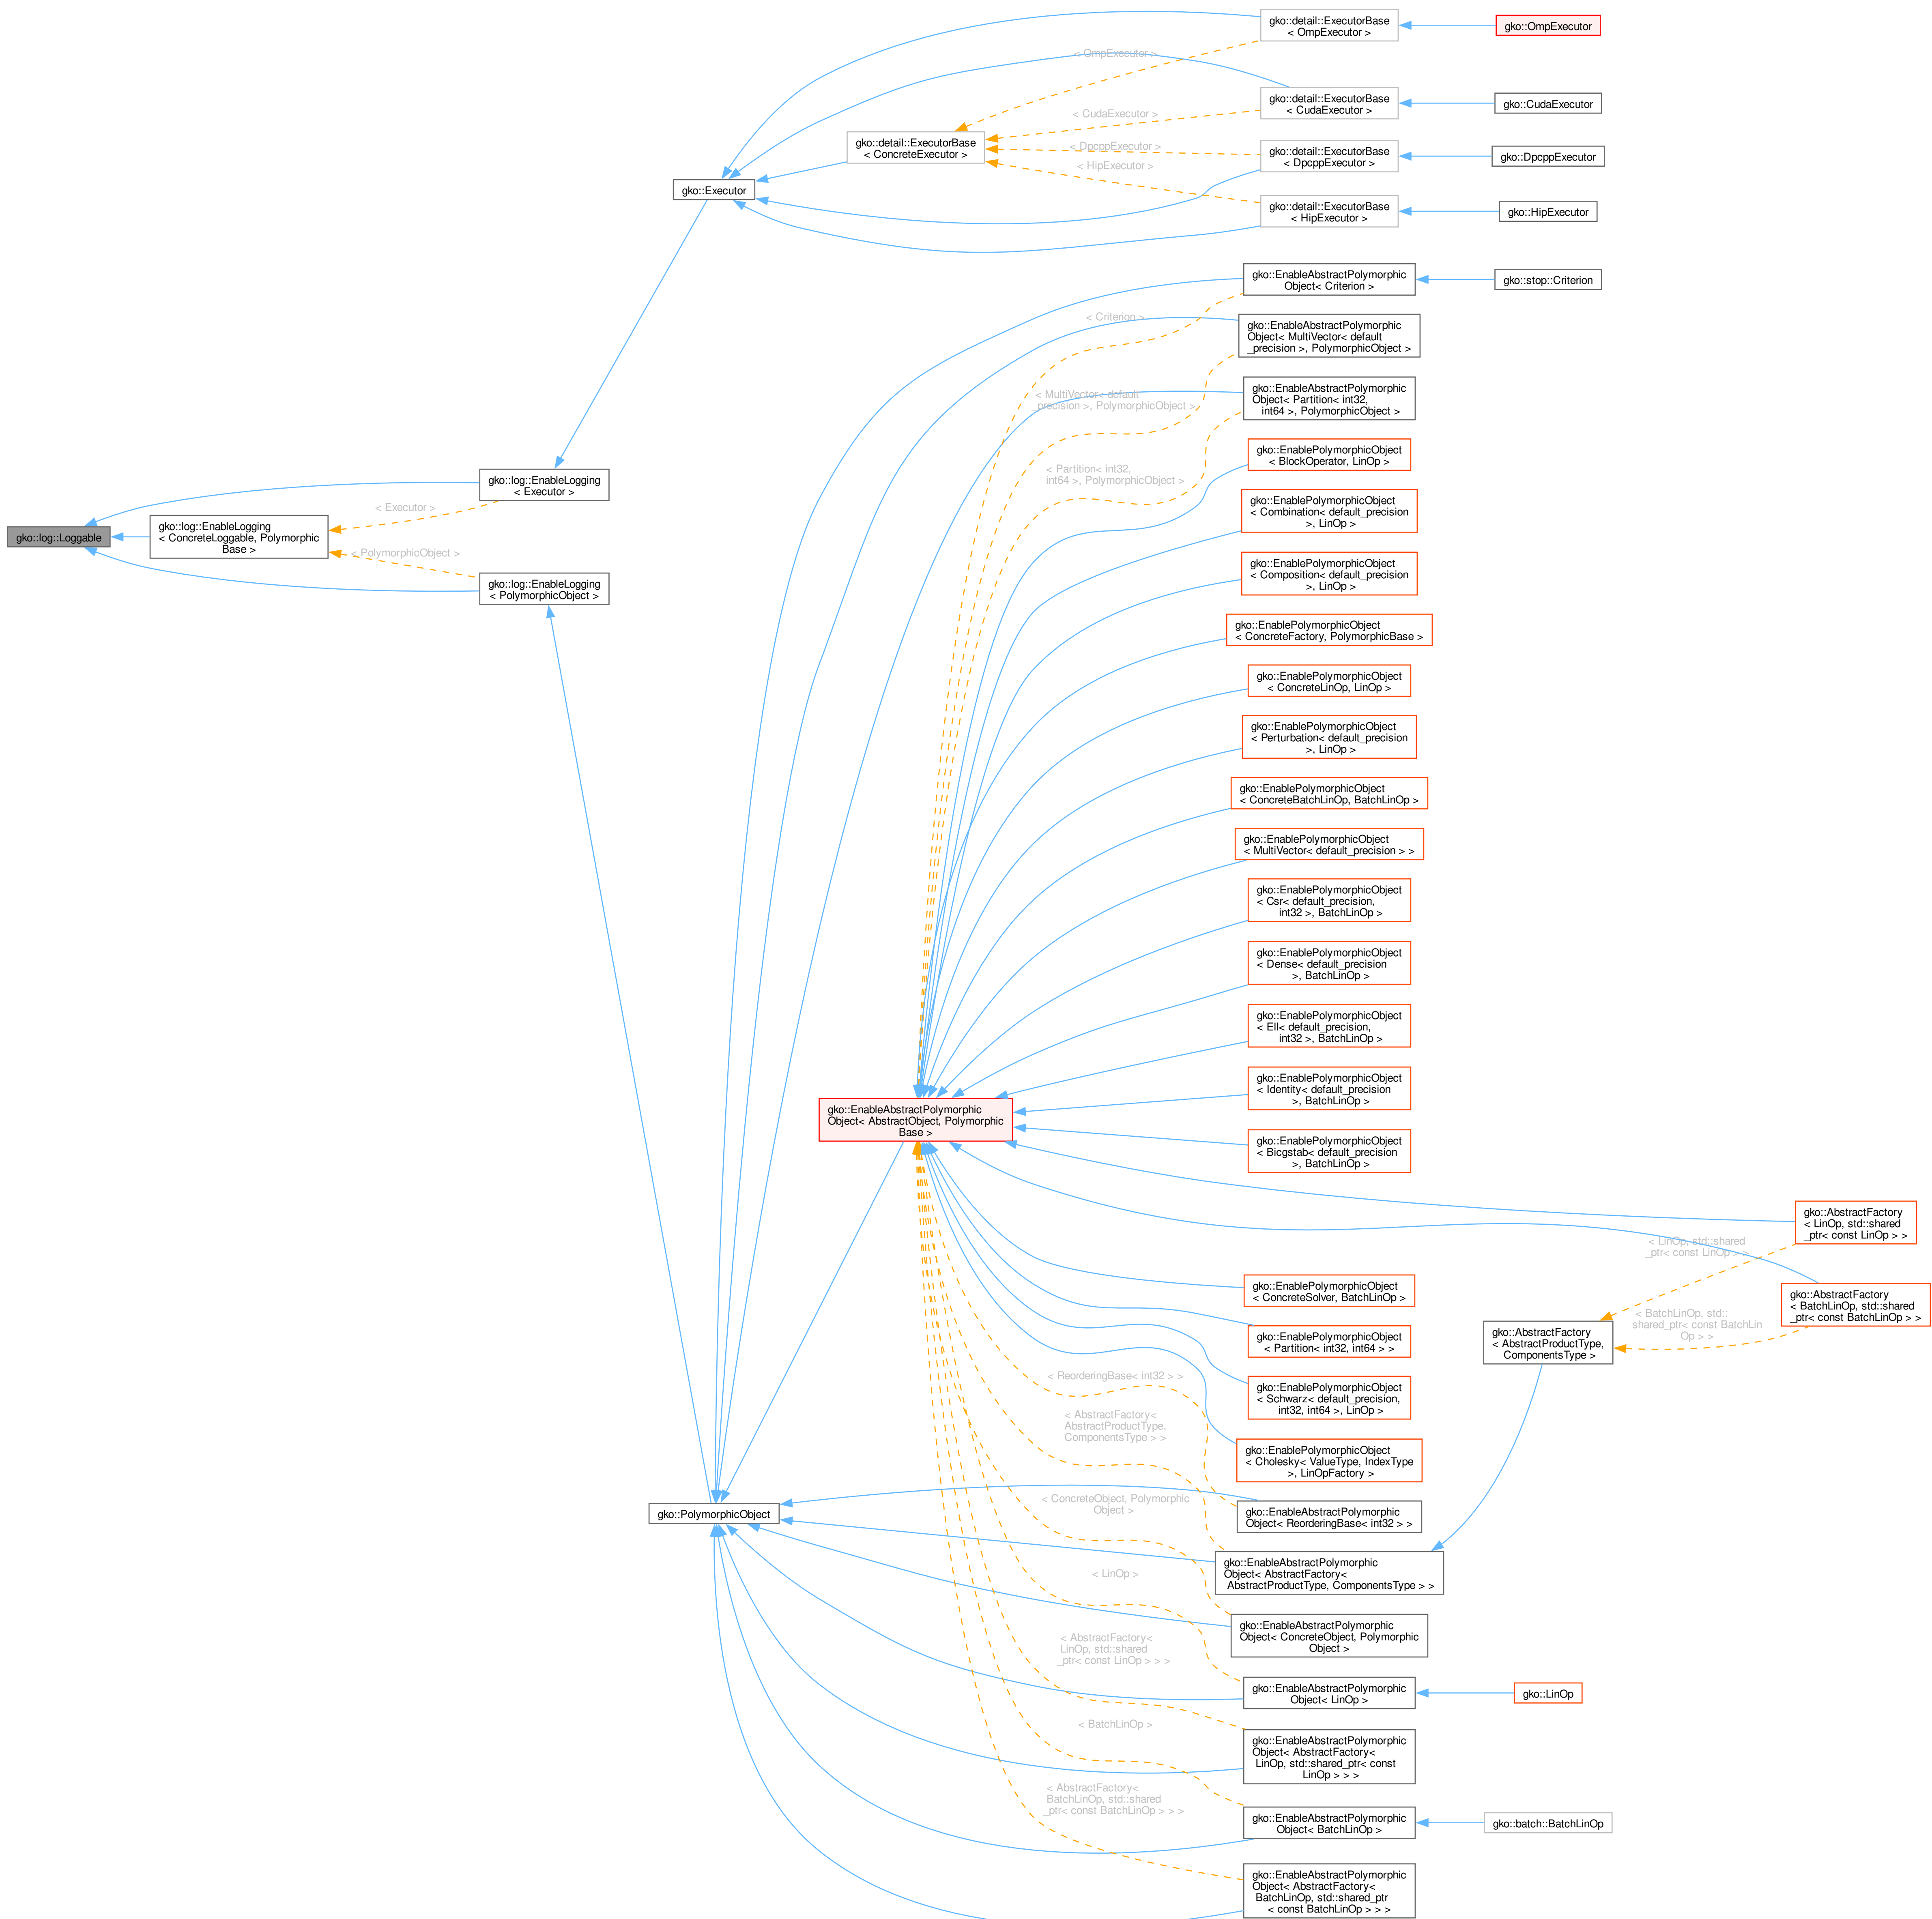 gko::log::Loggable
gko::log::EnableLogging
< Executor >
gko::log::EnableLogging
< ConcreteLoggable, Polymorphic
Base >
gko::log::EnableLogging
< PolymorphicObject >
< Executor >
< PolymorphicObject >
gko::Executor
gko::detail::ExecutorBase
< ConcreteExecutor >
< OmpExecutor >
< CudaExecutor >
< DpcppExecutor >
< HipExecutor >
gko::detail::ExecutorBase
< OmpExecutor >
gko::OmpExecutor
gko::detail::ExecutorBase
< CudaExecutor >
gko::CudaExecutor
gko::detail::ExecutorBase
< DpcppExecutor >
gko::DpcppExecutor
gko::detail::ExecutorBase
< HipExecutor >
gko::HipExecutor
gko::PolymorphicObject
gko::EnableAbstractPolymorphic
Object< AbstractObject, Polymorphic
Base >
< Criterion >
< MultiVector< default
_precision >, PolymorphicObject >
< Partition< int32,
int64 >, PolymorphicObject >
gko::EnableAbstractPolymorphic
Object< Criterion >
gko::stop::Criterion
gko::EnableAbstractPolymorphic
Object< MultiVector< default
_precision >, PolymorphicObject >
gko::EnableAbstractPolymorphic
Object< Partition< int32,
int64 >, PolymorphicObject >
gko::EnablePolymorphicObject
< BlockOperator, LinOp >
gko::EnablePolymorphicObject
< Combination< default_precision
>, LinOp >
gko::EnablePolymorphicObject
< Composition< default_precision
>, LinOp >
gko::EnablePolymorphicObject
< ConcreteFactory, PolymorphicBase >
gko::EnablePolymorphicObject
< ConcreteLinOp, LinOp >
gko::EnablePolymorphicObject
< Perturbation< default_precision
>, LinOp >
gko::EnablePolymorphicObject
< ConcreteBatchLinOp, BatchLinOp >
gko::EnablePolymorphicObject
< MultiVector< default_precision > >
gko::EnablePolymorphicObject
< Csr< default_precision,
int32 >, BatchLinOp >
gko::EnablePolymorphicObject
< Dense< default_precision
>, BatchLinOp >
gko::EnablePolymorphicObject
< Ell< default_precision,
int32 >, BatchLinOp >
gko::EnablePolymorphicObject
< Identity< default_precision
>, BatchLinOp >
gko::EnablePolymorphicObject
< Bicgstab< default_precision
>, BatchLinOp >
gko::AbstractFactory
< LinOp, std::shared
_ptr< const LinOp > >
< LinOp, std::shared
_ptr< const LinOp > >
gko::AbstractFactory
< BatchLinOp, std::shared
_ptr< const BatchLinOp > >
< BatchLinOp, std::
shared_ptr< const BatchLin
Op > >
gko::AbstractFactory
< AbstractProductType,
ComponentsType >
gko::EnablePolymorphicObject
< ConcreteSolver, BatchLinOp >
gko::EnablePolymorphicObject
< Partition< int32, int64 > >
gko::EnablePolymorphicObject
< Schwarz< default_precision,
int32, int64 >, LinOp >
gko::EnablePolymorphicObject
< Cholesky< ValueType, IndexType
>, LinOpFactory >
< ReorderingBase< int32 > >
gko::EnableAbstractPolymorphic
Object< ReorderingBase< int32 > >
< AbstractFactory<
AbstractProductType,
ComponentsType > >
gko::EnableAbstractPolymorphic
Object< AbstractFactory<
AbstractProductType, ComponentsType > >
< ConcreteObject, Polymorphic
Object >
gko::EnableAbstractPolymorphic
Object< ConcreteObject, Polymorphic
Object >
< LinOp >
gko::EnableAbstractPolymorphic
Object< LinOp >
gko::LinOp
< AbstractFactory<
LinOp, std::shared
_ptr< const LinOp > > >
gko::EnableAbstractPolymorphic
Object< AbstractFactory<
LinOp, std::shared_ptr< const
LinOp > > >
< BatchLinOp >
gko::EnableAbstractPolymorphic
Object< BatchLinOp >
gko::batch::BatchLinOp
< AbstractFactory<
BatchLinOp, std::shared
_ptr< const BatchLinOp > > >
gko::EnableAbstractPolymorphic
Object< AbstractFactory<
BatchLinOp, std::shared_ptr
< const BatchLinOp > > >